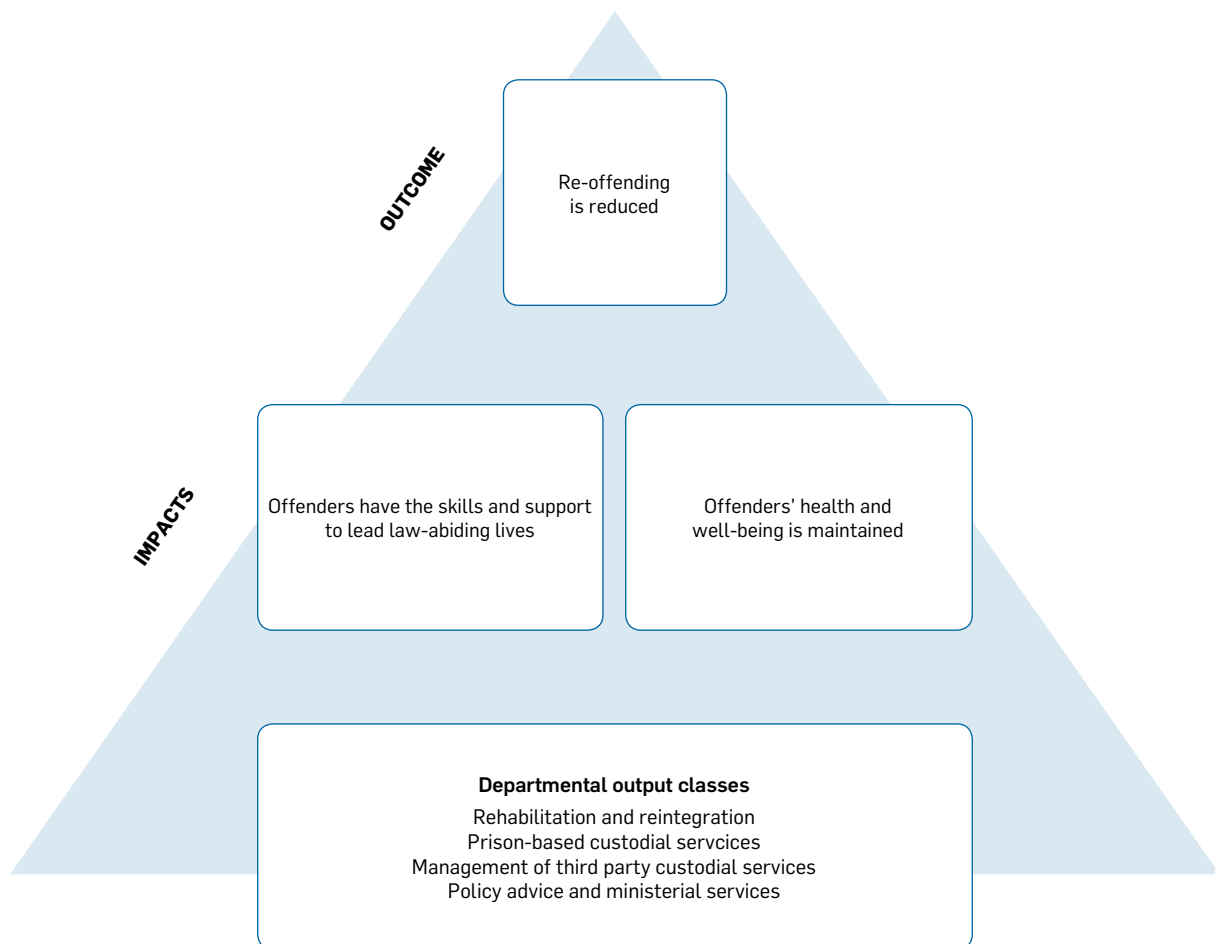 OUTCOME
Re-offending
is reduced
IMPACTS
Offenders have the skills and support
to lead law-abiding lives
Offenders’ health and
well-being is maintained
Departmental output classes
Rehabilitation and reintegration
Prison-based custodial servcices
Management of third party custodial services
Policy advice and ministerial services